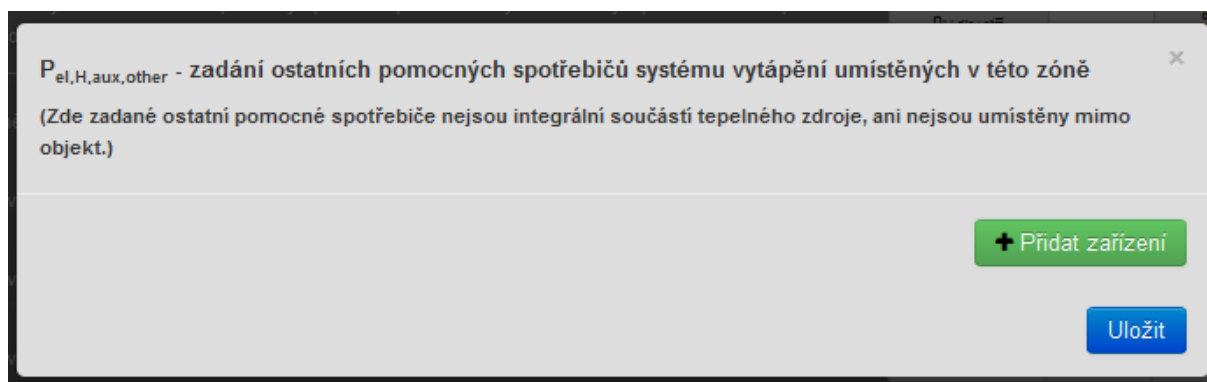 P_el,H,aux,other - zadání ostatních pomocných spotřebičů systému vytápění umístěných v této zóně
×
(Zde zadané ostatní pomocné spotřebiče nejsou integrální součástí tepelného zdroje, ani nejsou umístěny mimo
objekt.)
+ Přidat zařízení
Uložit